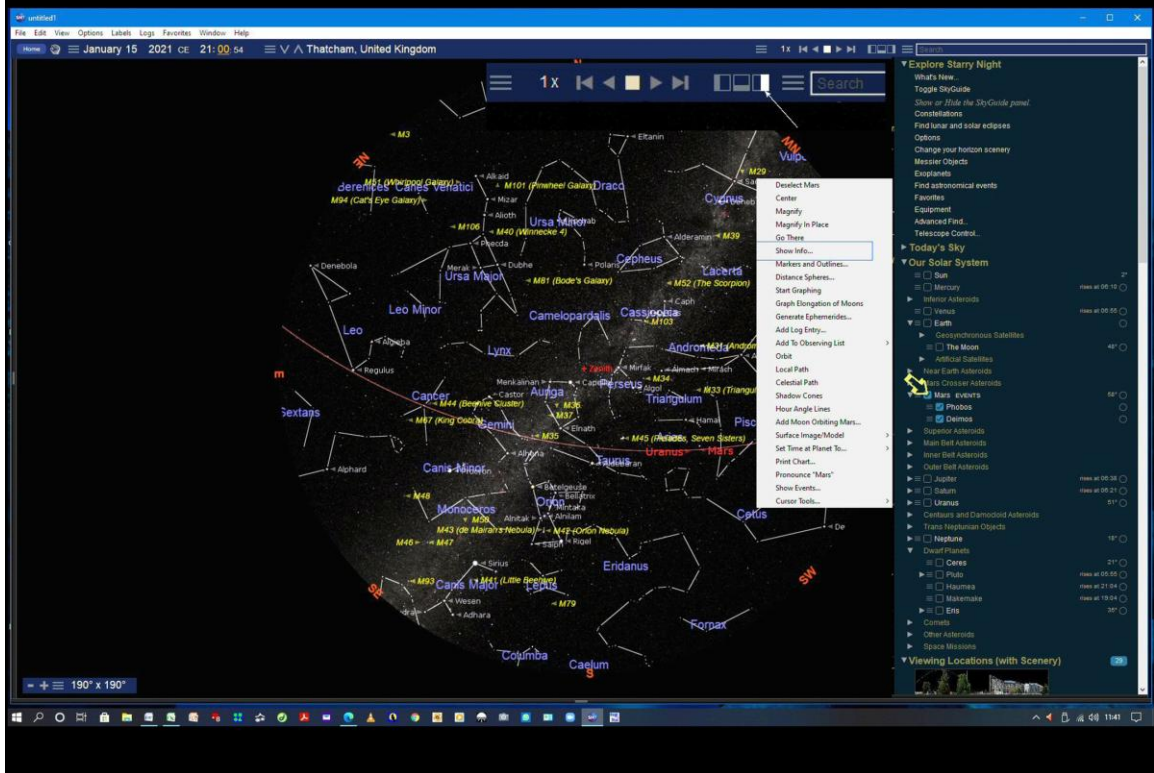 untitled1
File Edit View Options Labels Logs Favorites Window Help
Home January 15 2021 CE 21:00:54 Thatcham, United Kingdom 1x Search
1x Search
M3
Eltanin
NE
NW
Vulpe
M29
M51 (Whirlpool Galaxy)
Canes Venatici
Alkaid
M101 (Pinwheel Galaxy)
Draco
M94 (Cat's Eye Galaxy)
Mizar
Cygnus
Deneb
Alioth
Ursa Minor
M106
M40 (Winnecke 4)
Phecda
Alderamin
M39
Denebola
Merak
Dubhe
Polaris
Cepheus
Ursa Major
M81 (Bode's Galaxy)
Lacerta
M52 (The Scorpion)
Leo Minor
Caph
Camelopardalis
Cassiopeia
M103
Leo
Algieba
Lynx
Andromeda
Regulus
Zenith
Mirfak
Almach
Mirach
Menkalinan
Perseus
M34
Algol
Cancer
Castor
Auriga
M36
M33 (Triangul
M44 (Beehive Cluster)
Triangulum
Sextans
M37
M67 (King Cobra)
Gemini
Elnath
Hamal
Pisc
M35
M45 (Pleiades, Seven Sisters)
Uranus
Mars
Alphard
Alhena
Taurus
Canis Minor
Betelgeuse
Bellatrix
M48
Orion
Mintaka
Monoceros
M50
Alnitak
Alnilam
Cetus
M43 (de Mairan's Nebula)
M42 (Orion Nebula)
De
M46
M47
Saiph
Rigel
Eridanus
Sirius
SE
M93
Canis Major
M41 (Little Beehive)
Lepus
SW
Wesen
M79
Adhara
Fornax
Columba
Caelum
S
190° x 190°
Deselect Mars
Center
Magnify
Magnify In Place
Go There
Show Info...
Markers and Outlines...
Distance Spheres...
Start Graphing
Graph Elongation of Moons
Generate Ephemerides...
Add Log Entry...
Add To Observing List
Orbit
Local Path
Celestial Path
Shadow Cones
Hour Angle Lines
Add Moon Orbiting Mars...
Surface Image/Model
Set Time at Planet To...
Print Chart...
Pronounce "Mars"
Show Events...
Cursor Tools...
Explore Starry Night
What's New...
Toggle SkyGuide
Show or Hide the SkyGuide panel.
Constellations
Find lunar and solar eclipses
Options
Change your horizon scenery
Messier Objects
Exoplanets
Find astronomical events
Favorites
Equipment
Advanced Find...
Telescope Control...
Today's Sky
Our Solar System
Sun 2°
Mercury rises at 08:18
Inferior Asteroids
Venus
Earth
Geosynchronous Satellites
The Moon
Artificial Satellites
Near Earth Asteroids
Mars Crosser Asteroids
Mars EVENTS
Phobos
Deimos
Superior Asteroids
Main Belt Asteroids
Inner Belt Asteroids
Outer Belt Asteroids
Jupiter
Saturn
Uranus 51°
Centaurs and Damocloid Asteroids
Trans Neptunian Objects
Neptune
Dwarf Planets
Ceres 21°
Pluto
Haumea
Makemake
Eris
Comets
Other Asteroids
Space Missions
Viewing Locations (with Scenery) 29
11:41